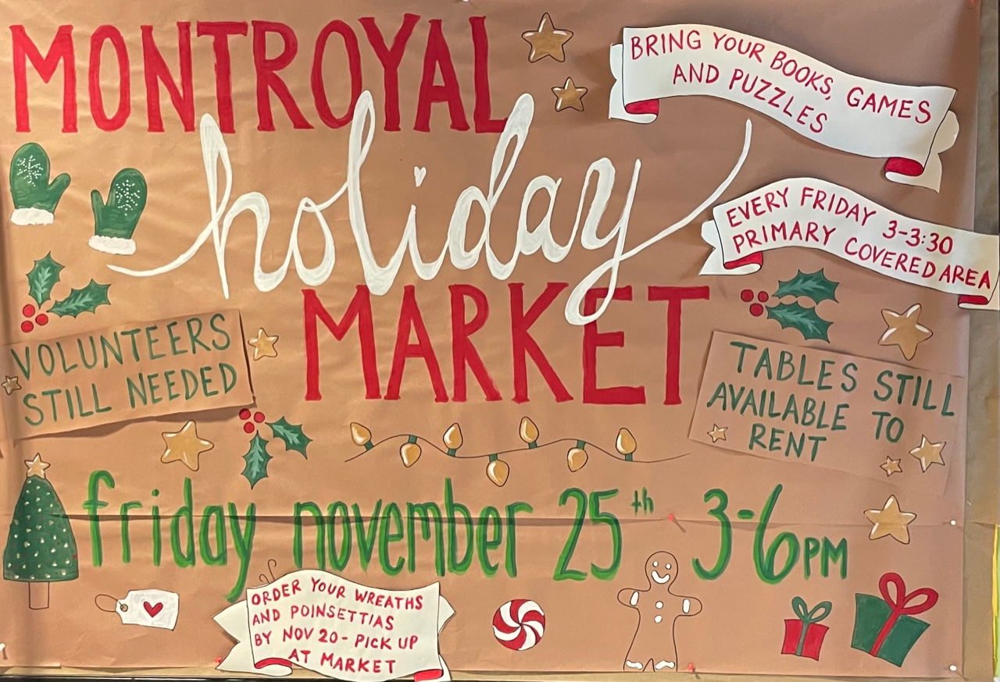 MONTROYAL
holiday
MARKET
BRING YOUR BOOKS, GAMES
AND PUZZLES
EVERY FRIDAY 3-3:30
PRIMARY COVERED AREA
VOLUNTEERS
STILL NEEDED
TABLES STILL
AVAILABLE TO
RENT
friday november 25th 3-6PM
ORDER YOUR WREATHS
AND POINSETTIAS
BY NOV 20- PICK UP
AT MARKET